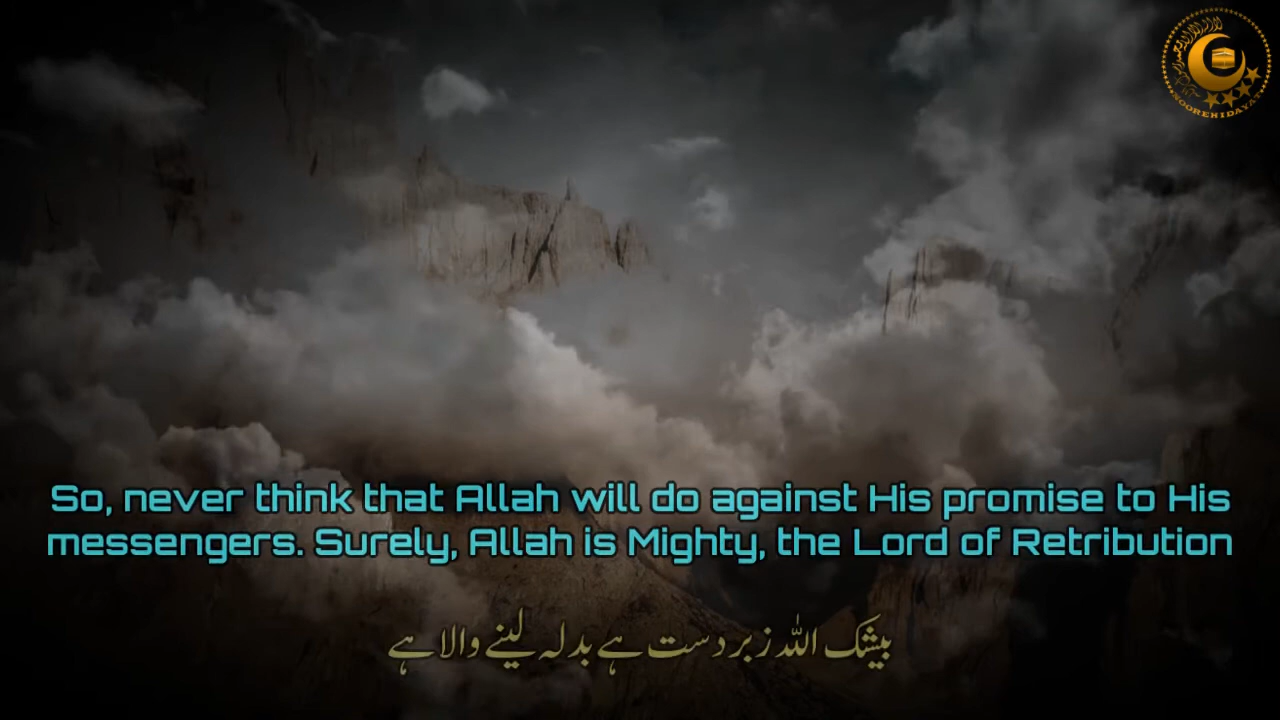 NOOREHIDAYAT
So, never think that Allah will do against His promise to His
messengers. Surely, Allah is Mighty, the Lord of Retribution
بیشک اللہ زبردست ہے بدلہ لینے والا ہے